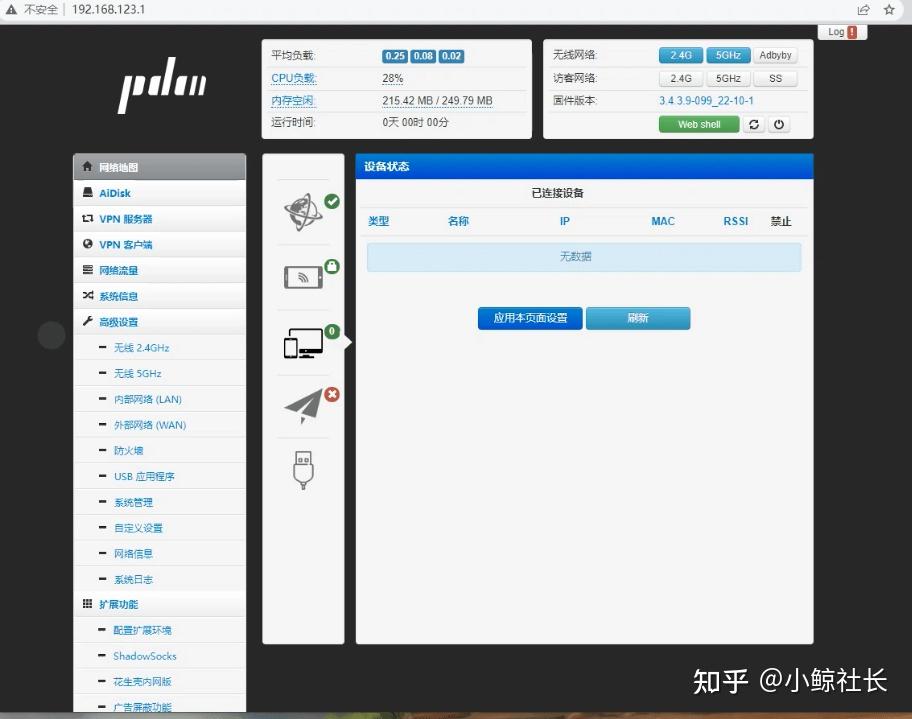 不安全 192.168.123.1
Log !
pdcn
平均负载: 0.25 0.08 0.02
CPU负载: 28%
内存空闲: 215.42 MB / 249.79 MB
运行时间: 0天 00时 00分
无线网络: 2.4G 5GHz Adbyby
访客网络: 2.4G 5GHz SS
固件版本: 3.4.3.9-099_22-10-1
Web shell
网络地图
AiDisk
VPN 服务器
VPN 客户端
网络流量
系统信息
高级设置
无线 2.4GHz
无线 5GHz
内部网络 (LAN)
外部网络 (WAN)
防火墙
USB 应用程序
系统管理
自定义设置
网络信息
系统日志
扩展功能
配置扩展环境
ShadowSocks
花生壳内网版
广告屏蔽功能
0
设备状态
已连接设备
类型 名称 IP MAC RSSI 禁止
无数据
应用本页面设置 刷新
知乎 @小鲸社长